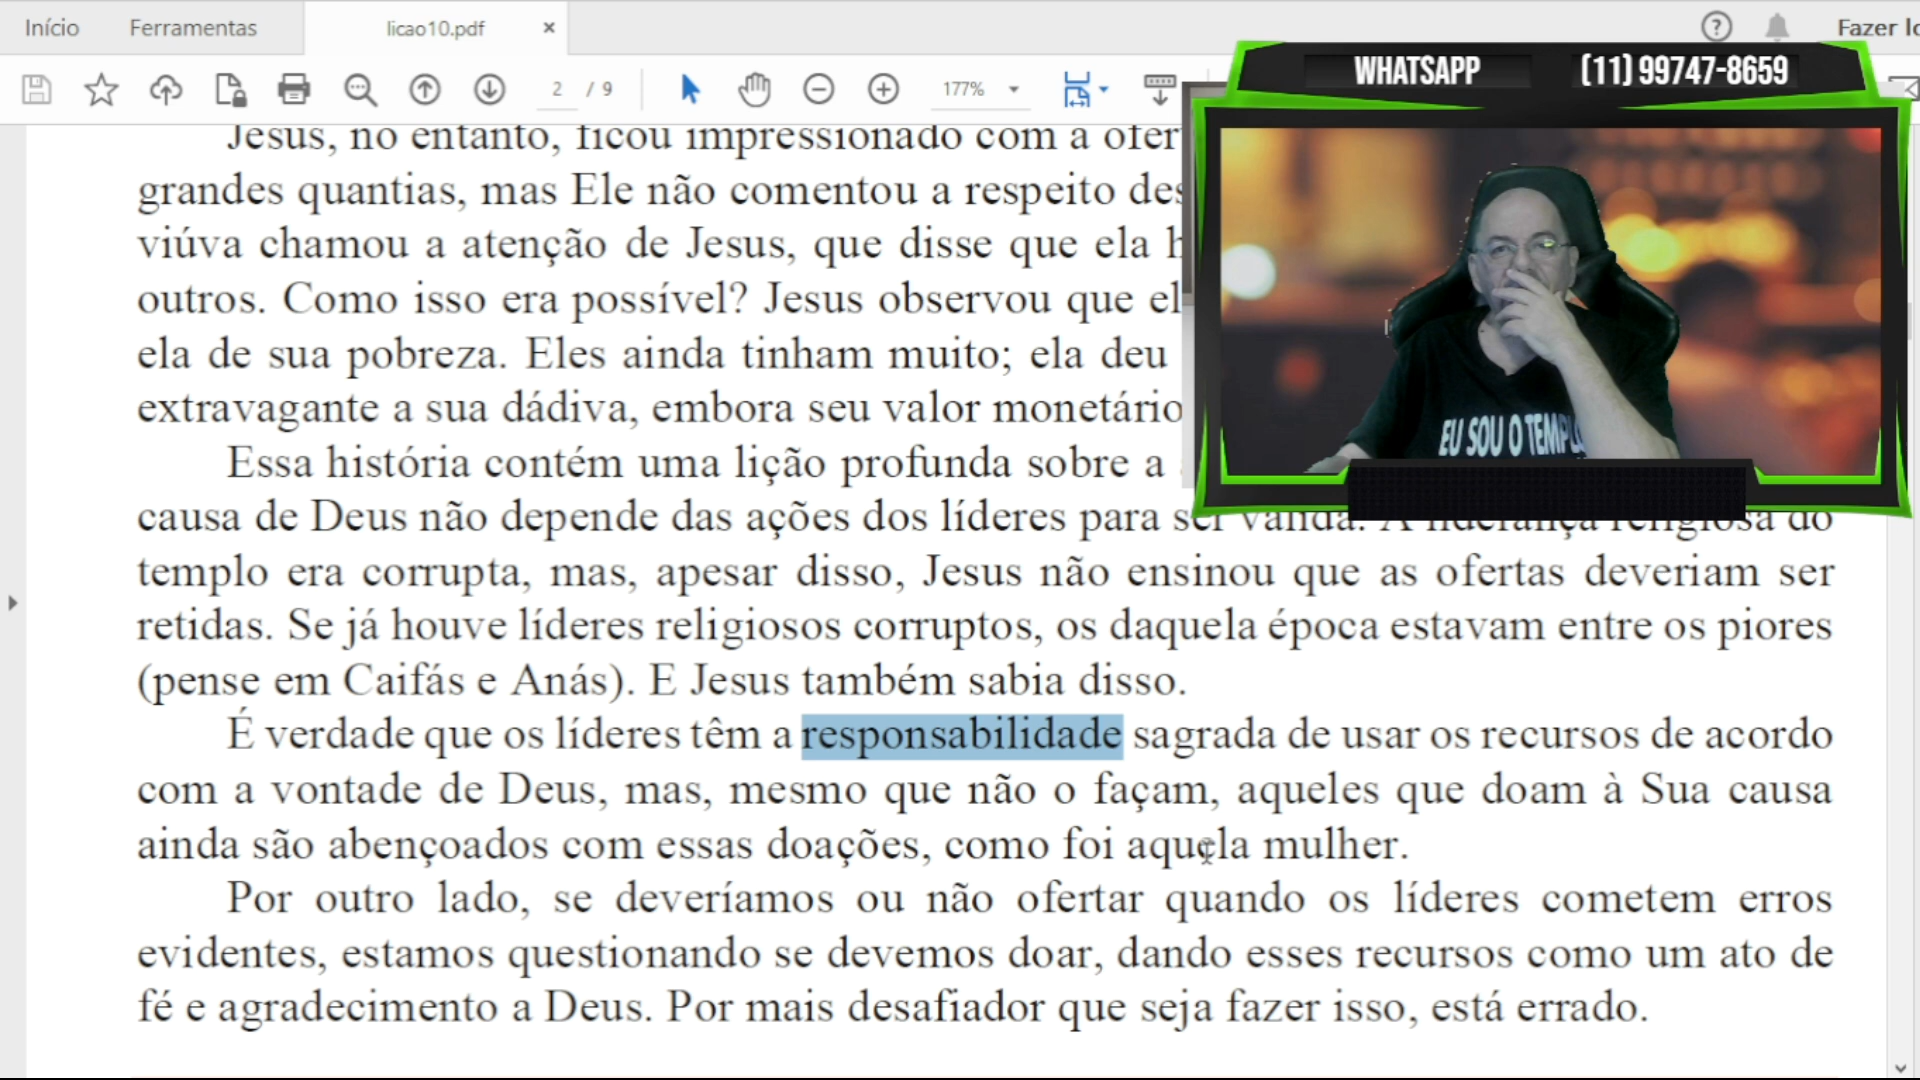 Início Ferramentas licao10.pdf × ? Fazer lo
2 / 9 177%
WHATSAPP (11) 99747-8659
EU SOU O TEMPLO
Jesus, no entanto, ficou impressionado com a ofer
grandes quantias, mas Ele não comentou a respeito des
viúva chamou a atenção de Jesus, que disse que ela h
outros. Como isso era possível? Jesus observou que el
ela de sua pobreza. Eles ainda tinham muito; ela deu
extravagante a sua dádiva, embora seu valor monetário
Essa história contém uma lição profunda sobre a
causa de Deus não depende das ações dos líderes para ser válida. A liderança religiosa do
templo era corrupta, mas, apesar disso, Jesus não ensinou que as ofertas deveriam ser
retidas. Se já houve líderes religiosos corruptos, os daquela época estavam entre os piores
(pense em Caifás e Anás). E Jesus também sabia disso.
É verdade que os líderes têm a responsabilidade sagrada de usar os recursos de acordo
com a vontade de Deus, mas, mesmo que não o façam, aqueles que doam à Sua causa
ainda são abençoados com essas doações, como foi aquela mulher.
Por outro lado, se deveríamos ou não ofertar quando os líderes cometem erros
evidentes, estamos questionando se devemos doar, dando esses recursos como um ato de
fé e agradecimento a Deus. Por mais desafiador que seja fazer isso, está errado.